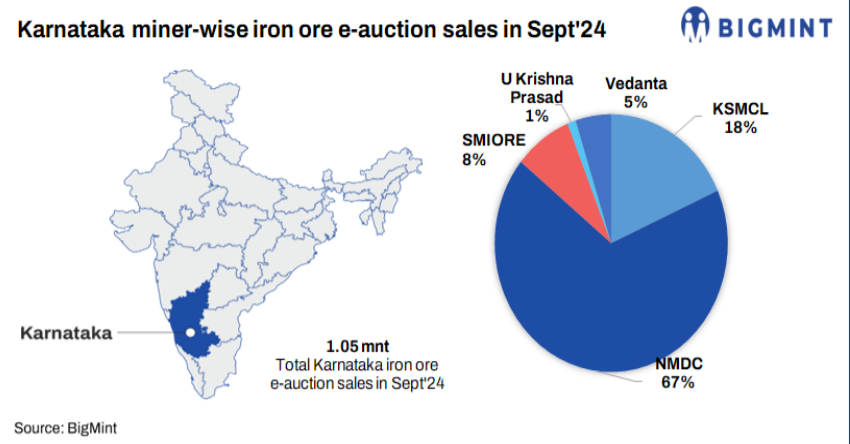 Karnataka miner-wise iron ore e-auction sales in Sept'24
BIGMINT
U Krishna
Prasad
1%
Vedanta
5%
KSMCL
18%
SMIORE
8%
Karnataka
1.05 mnt
Total Karnataka iron ore
e-auction sales in Sept'24
NMDC
67%
Source: BigMint